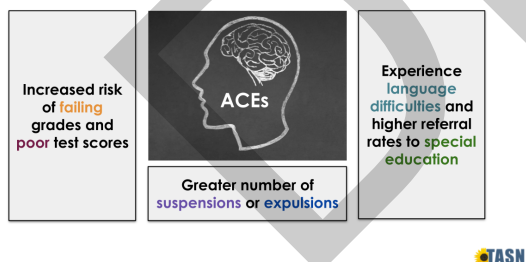 Increased risk
of failing
grades and
poor test scores
ACEs
Greater number of
suspensions or expulsions
Experience
language
difficulties and
higher referral
rates to special
education
TASN